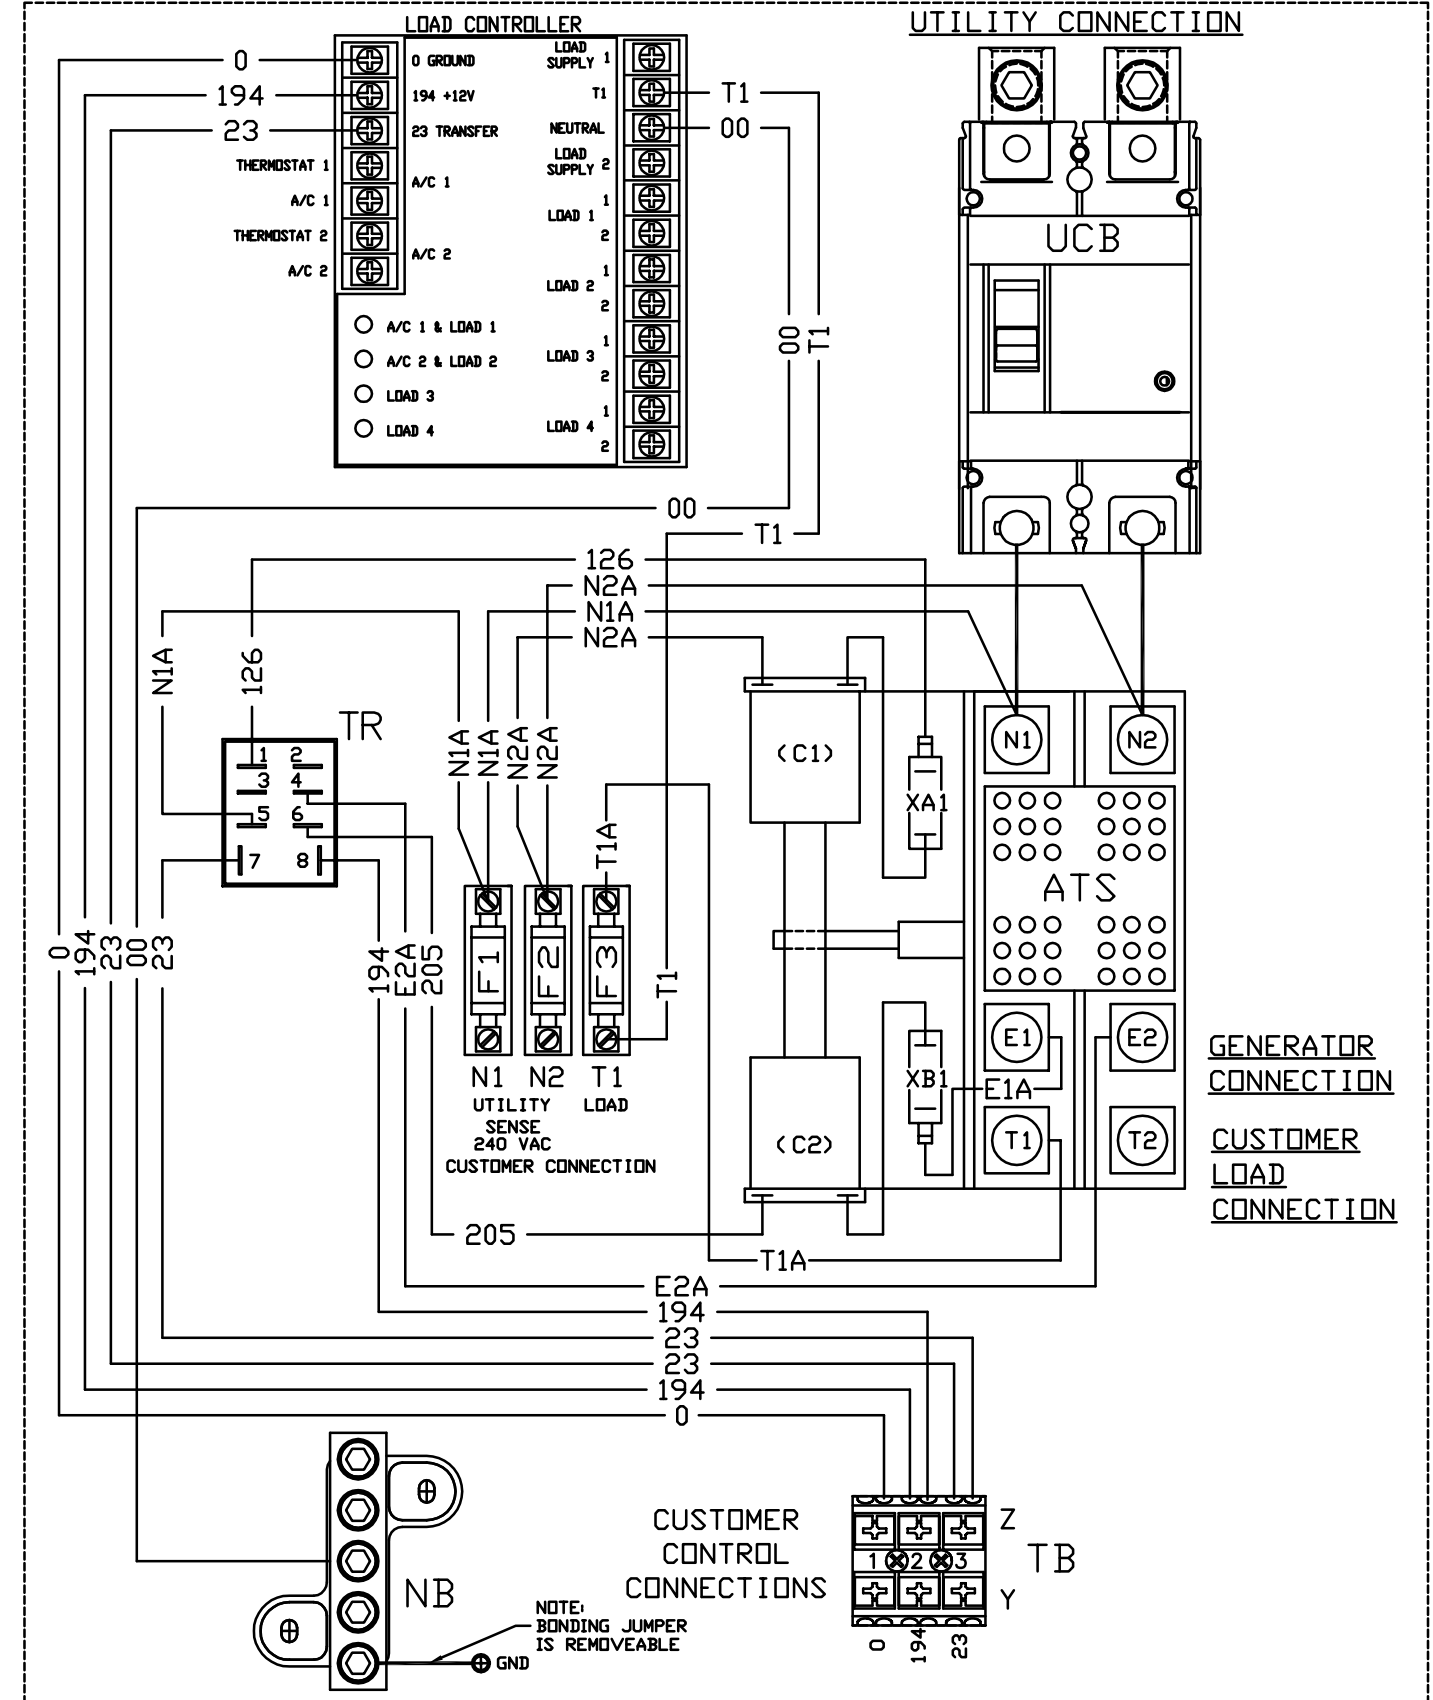 LOAD CONTROLLER
UTILITY CONNECTION
0
194
23
0 GROUND
194 +12V
23 TRANSFER
THERMOSTAT 1
A/C 1
A/C 1
THERMOSTAT 2
A/C 2
A/C 2
LOAD
SUPPLY 1
T1
NEUTRAL
LOAD
SUPPLY 2
1
LOAD 1
2
1
LOAD 2
2
1
LOAD 3
2
1
LOAD 4
2
A/C 1 & LOAD 1
A/C 2 & LOAD 2
LOAD 3
LOAD 4
T1
00
00
T1
UCB
00
T1
126
N2A
N1A
N2A
N1A
126
TR
1
2
3
4
5
6
7
8
N1A
N1A
N2A
N2A
T1A
(C1)
XA1
N1
N2
ATS
0
194
23
00
23
194
E2A
205
F1
F2
F3
T1
N1
N2
T1
UTILITY
SENSE
240 VAC
LOAD
CUSTOMER CONNECTION
XB1
E1
E2
E1A
(C2)
T1
T2
GENERATOR
CONNECTION
CUSTOMER
LOAD
CONNECTION
205
T1A
E2A
194
23
23
194
0
NB
NOTE:
BONDING JUMPER
IS REMOVEABLE
GND
CUSTOMER
CONTROL
CONNECTIONS
Z
1
2
3
TB
Y
0
194
23